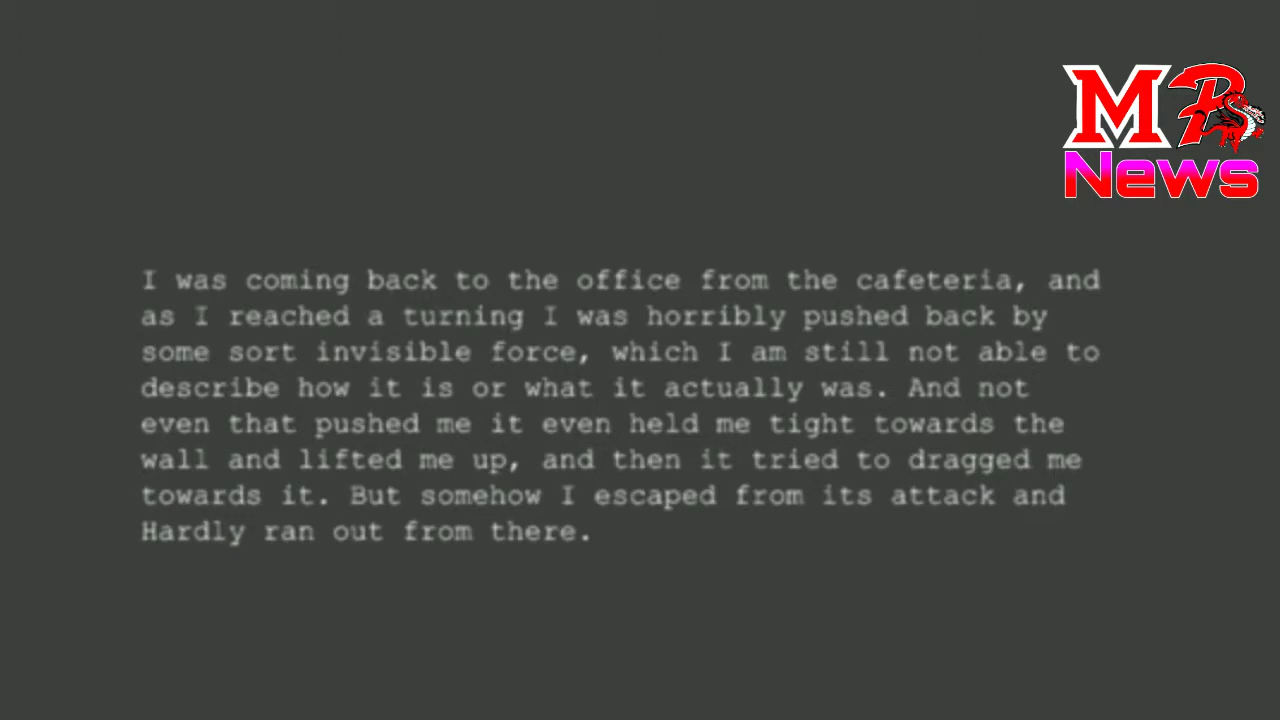 MB
News
I was coming back to the office from the cafeteria, and
as I reached a turning I was horribly pushed back by
some sort invisible force, which I am still not able to
describe how it is or what it actually was. And not
even that pushed me it even held me tight towards the
wall and lifted me up, and then it tried to dragged me
towards it. But somehow I escaped from its attack and
Hardly ran out from there.